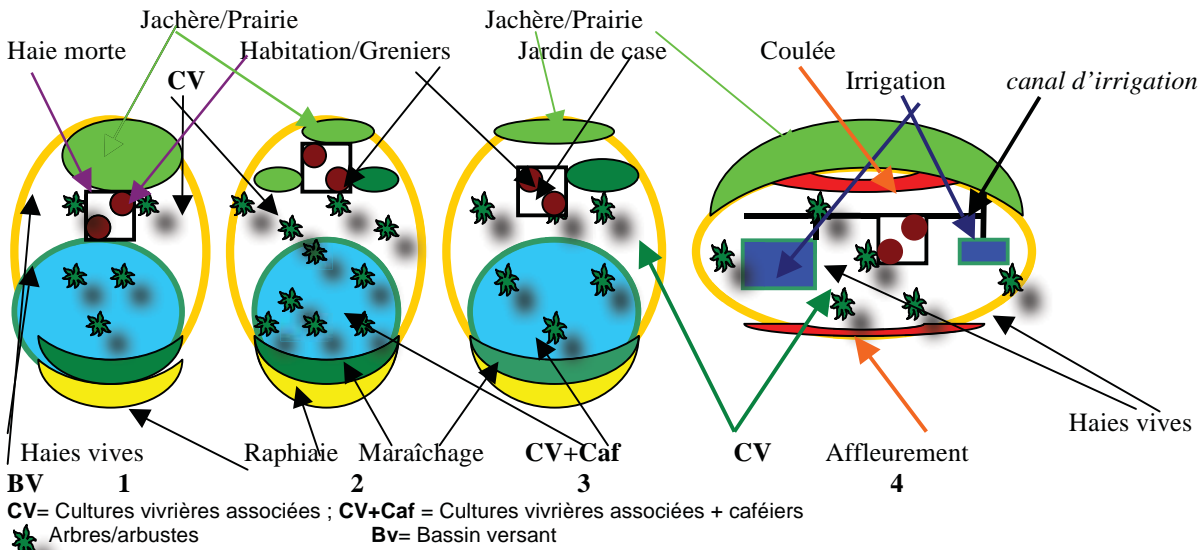 Jachère/Prairie Jachère/Prairie
Haie morte Habitation/Greniers Jardin de case Coulée
CV Irrigation canal d'irrigation
Haies vives Raphiaie Maraîchage CV+Caf CV Affleurement Haies vives
BV 1 2 3 4
CV= Cultures vivrières associées ; CV+Caf = Cultures vivrières associées + caféiers
Arbres/arbustes Bv= Bassin versant